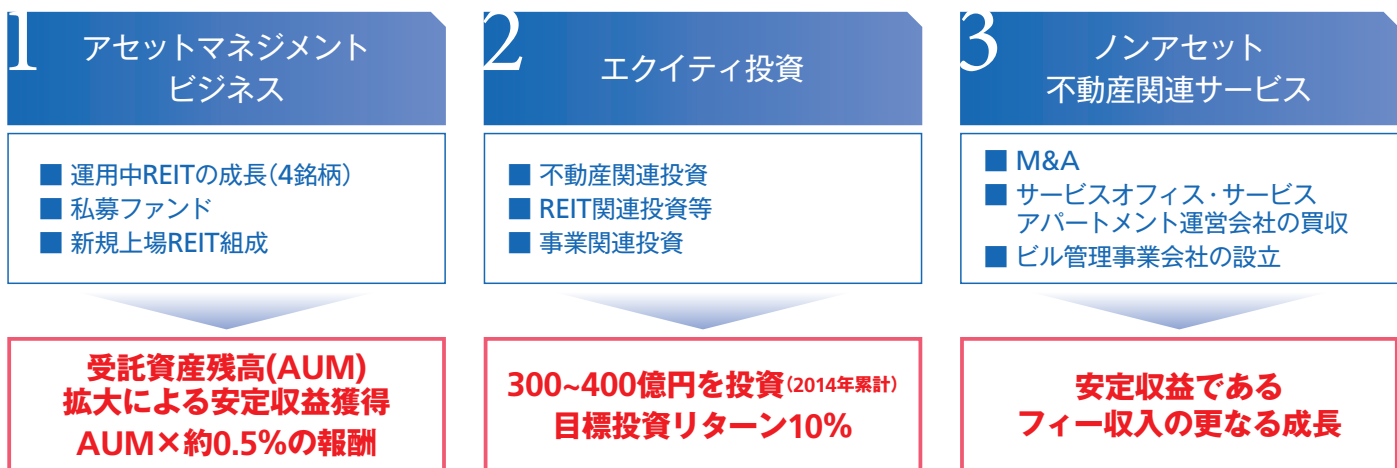 1
アセットマネジメント
ビジネス
■ 運用中REITの成長（4銘柄）
■ 私募ファンド
■ 新規上場REIT組成
受託資産残高(AUM)
拡大による安定収益獲得
AUM×約0.5%の報酬
2
エクイティ投資
■ 不動産関連投資
■ REIT関連投資等
■ 事業関連投資
300~400億円を投資（2014年累計）
目標投資リターン10%
3
ノンアセット
不動産関連サービス
■ M&A
■ サービスオフィス・サービス
アパートメント運営会社の買収
■ ビル管理事業会社の設立
安定収益である
フィー収入の更なる成長